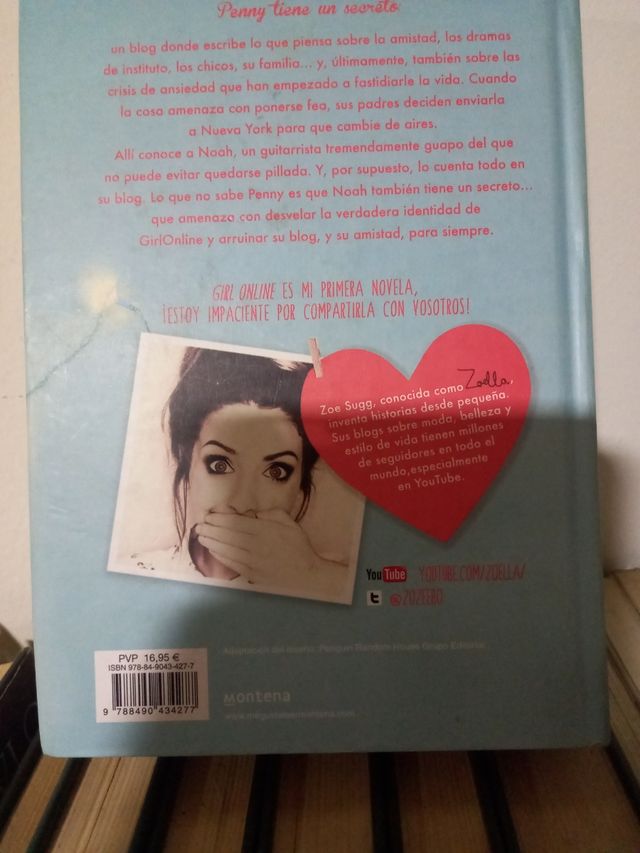 Penny tiene un secreto:
un blog donde escribe lo que piensa sobre la amistad, los dramas
de instituto, los chicos, su familia... y, últimamente, también sobre las
crisis de ansiedad que han empezado a fastidiarle la vida. Cuando
la cosa amenaza con ponerse fea, sus padres deciden enviarla
a Nueva York para que cambie de aires.
Allí conoce a Noah, un guitarrista tremendamente guapo del que
no puede evitar quedarse pillada. Y, por supuesto, lo cuenta todo en
su blog. Lo que no sabe Penny es que Noah también tiene un secreto...
que amenaza con desvelar la verdadera identidad de
GirlOnline y arruinar su blog, y su amistad, para siempre.
GIRL ONLINE ES MI PRIMERA NOVELA,
¡ESTOY IMPACIENTE POR COMPARTIRLA CON VOSOTROS!
Zoe Sugg, conocida como Zoella,
inventa historias desde pequeña.
Sus blogs sobre moda, belleza y
estilo de vida tienen millones
de seguidores en todo el
mundo,especialmente
en YouTube.
YouTube YOUTUBE.COM/ZOELLA/
t @ZOZEEBO
PVP 16,95 €
ISBN 978-84-9043-427-7
9 788490 434277
Adaptación del diseño: Penguin Random House Grupo Editorial
montena